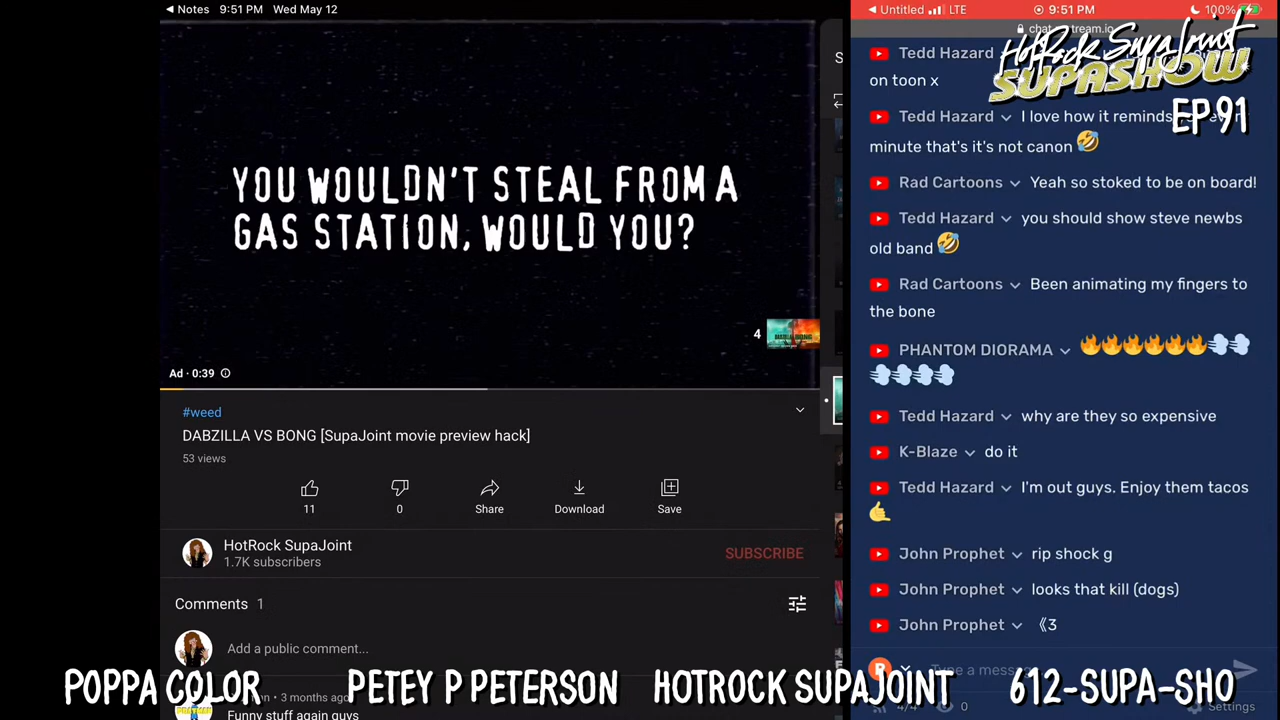 Notes 9:51 PM Wed May 12
YOU WOULDN'T STEAL FROM A
GAS STATION, WOULD YOU?
4
Ad · 0:39
#weed
DABZILLA VS BONG [SupaJoint movie preview hack]
53 views
11
0
Share
Download
Save
HotRock SupaJoint
1.7K subscribers
SUBSCRIBE
Comments 1
Add a public comment...
3 months ago
Funny stuff again guys
Untitled LTE 9:51 PM 100%
HotRock SupaJoint
SUPASHOW
EP 91
Tedd Hazard
on toon x
Tedd Hazard I love how it reminds
minute that's it's not canon 🤣
Rad Cartoons Yeah so stoked to be on board!
Tedd Hazard you should show steve newbs
old band 🤣
Rad Cartoons Been animating my fingers to
the bone
PHANTOM DIORAMA 🔥🔥🔥🔥🔥🔥💨💨
💨💨💨💨
Tedd Hazard why are they so expensive
K-Blaze do it
Tedd Hazard I'm out guys. Enjoy them tacos
🤙
John Prophet rip shock g
John Prophet looks that kill (dogs)
John Prophet 《3
Type a message
4/4 0 Settings
POPPA COLOR PETEY P PETERSON HOTROCK SUPAJOINT 612-SUPA-SHO